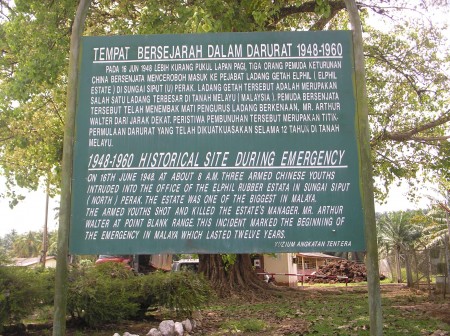 TEMPAT BERSEJARAH DALAM DARURAT 1948-1960
PADA 16 JUN 1948 LEBIH KURANG PUKUL LAPAN PAGI, TIGA ORANG PEMUDA KETURUNAN
CHINA BERSENJATA MENCEROBOH MASUK KE PEJABAT LADANG GETAH ELPHIL ( ELPHIL
ESTATE ) DI SUNGAI SIPUT (U) PERAK. LADANG GETAH TERSEBUT ADALAH MERUPAKAN
SALAH SATU LADANG TERBESAR DI TANAH MELAYU ( MALAYSIA ). PEMUDA BERSENJATA
TERSEBUT TELAH MENEMBAK MATI PENGURUS LADANG BERKENAAN, MR. ARTHUR
WALTER DARI JARAK DEKAT. PERISTIWA PEMBUNUHAN TERSEBUT MERUPAKAN TITIK
PERMULAAN DARURAT YANG TELAH DIKUATKUASAKAN SELAMA 12 TAHUN DI TANAH
MELAYU.
1948-1960 HISTORICAL SITE DURING EMERGENCY
ON 16TH JUNE 1948 AT ABOUT 8 A.M. THREE ARMED CHINESE YOUTHS
INTRUDED INTO THE OFFICE OF THE ELPHIL RUBBER ESTATE IN SUNGAI SIPUT
( NORTH ) PERAK. THE ESTATE WAS ONE OF THE BIGGEST IN MALAYA.
THE ARMED YOUTHS SHOT AND KILLED THE ESTATE'S MANAGER. MR. ARTHUR
WALTER AT POINT BLANK RANGE. THIS INCIDENT MARKED THE BEGINNING OF
THE EMERGENCY IN MALAYA WHICH LASTED TWELVE YEARS.
MUZIUM ANGKATAN TENTERA